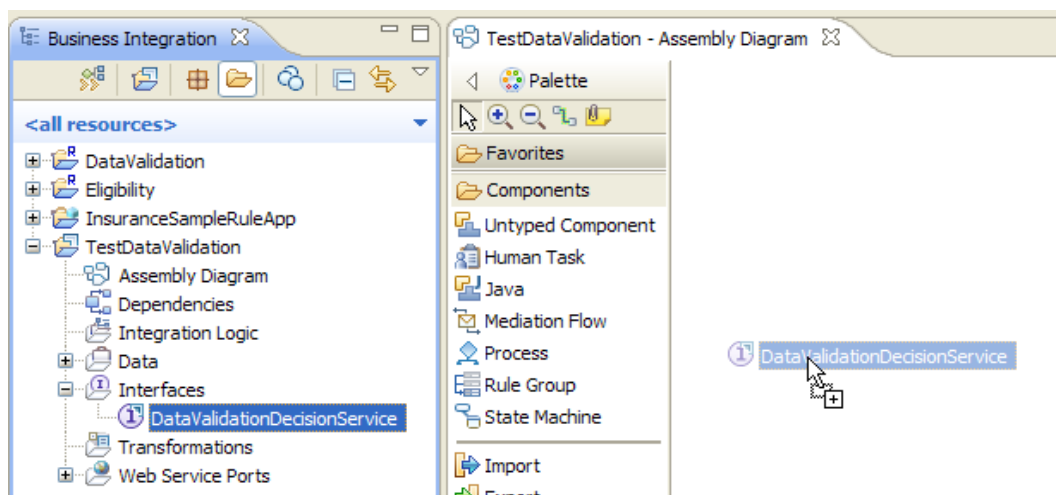 Business Integration
<all resources>
DataValidation
Eligibility
InsuranceSampleRuleApp
TestDataValidation
Assembly Diagram
Dependencies
Integration Logic
Data
Interfaces
DataValidationDecisionService
Transformations
Web Service Ports
TestDataValidation - Assembly Diagram
Palette
Favorites
Components
Untyped Component
Human Task
Java
Mediation Flow
Process
Rule Group
State Machine
Import
Export
DataValidationDecisionService